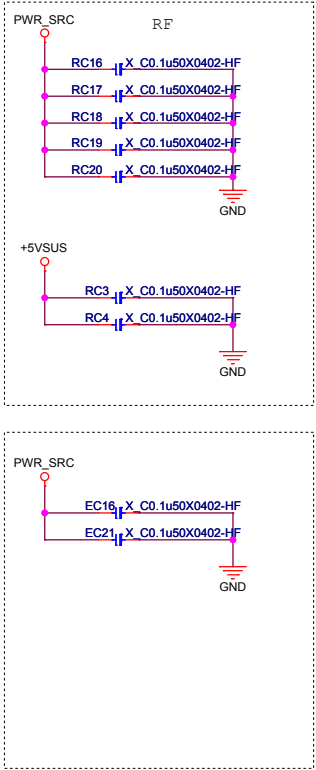 PWR_SRC
RF
RC16 X_C0.1u50X0402-HF
RC17 X_C0.1u50X0402-HF
RC18 X_C0.1u50X0402-HF
RC19 X_C0.1u50X0402-HF
RC20 X_C0.1u50X0402-HF
GND
+5VSUS
RC3 X_C0.1u50X0402-HF
RC4 X_C0.1u50X0402-HF
GND
PWR_SRC
EC16 X_C0.1u50X0402-HF
EC21 X_C0.1u50X0402-HF
GND